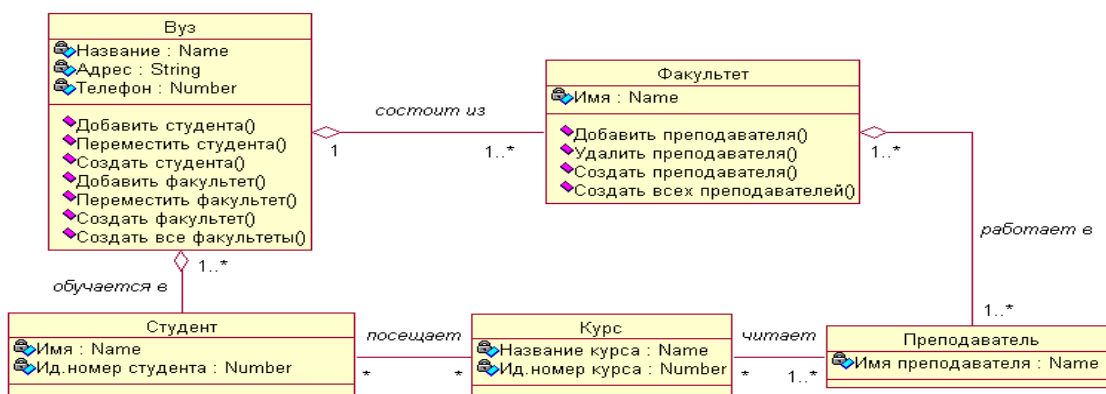 Вуз
Название : Name
Адрес : String
Телефон : Number
Добавить студента()
Переместить студента()
Создать студента()
Добавить факультет()
Переместить факультет()
Создать факультет()
Создать все факультеты()
состоит из
1
1..*
Факультет
Имя : Name
Добавить преподавателя()
Удалить преподавателя()
Создать преподавателя()
Создать всех преподавателей()
1..*
работает в
1..*
1..*
обучается в
Студент
Имя : Name
Ид.номер студента : Number
посещает
*
*
Курс
Название курса : Name
Ид.номер курса : Number
читает
*
1..*
Преподаватель
Имя преподавателя : Name